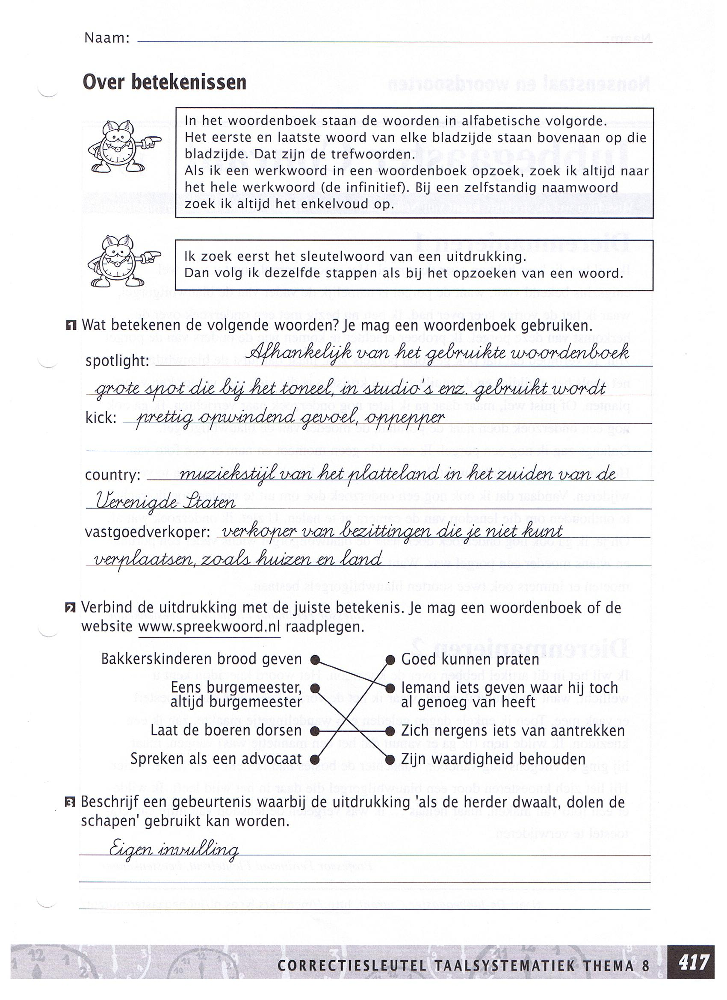 Naam:
Over betekenissen
In het woordenboek staan de woorden in alfabetische volgorde.
Het eerste en laatste woord van elke bladzijde staan bovenaan op die
bladzijde. Dat zijn de trefwoorden.
Als ik een werkwoord in een woordenboek opzoek, zoek ik altijd naar
het hele werkwoord (de infinitief). Bij een zelfstandig naamwoord
zoek ik altijd het enkelvoud op.
Ik zoek eerst het sleutelwoord van een uitdrukking.
Dan volg ik dezelfde stappen als bij het opzoeken van een woord.
1 Wat betekenen de volgende woorden? Je mag een woordenboek gebruiken.
spotlight: Afhankelijk van het gebruikte woordenboek
grote spot die bij het toneel, in studio's enz. gebruikt wordt
kick: prettig opwindend gevoel, oppepper
country: muziekstijl van het platteland in het zuiden van de
Verenigde Staten
vastgoedverkoper: verkoper van bezittingen die je niet kunt
verplaatsen, zoals huizen en land
2 Verbind de uitdrukking met de juiste betekenis. Je mag een woordenboek of de
website www.spreekwoord.nl raadplegen.
Bakkerskinderen brood geven
Goed kunnen praten
Eens burgemeester,
altijd burgemeester
Iemand iets geven waar hij toch
al genoeg van heeft
Laat de boeren dorsen
Zich nergens iets van aantrekken
Spreken als een advocaat
Zijn waardigheid behouden
3 Beschrijf een gebeurtenis waarbij de uitdrukking 'als de herder dwaalt, dolen de
schapen' gebruikt kan worden.
Eigen invulling
CORRECTIESLEUTEL TAALSYSTEMATIEK THEMA 8 417